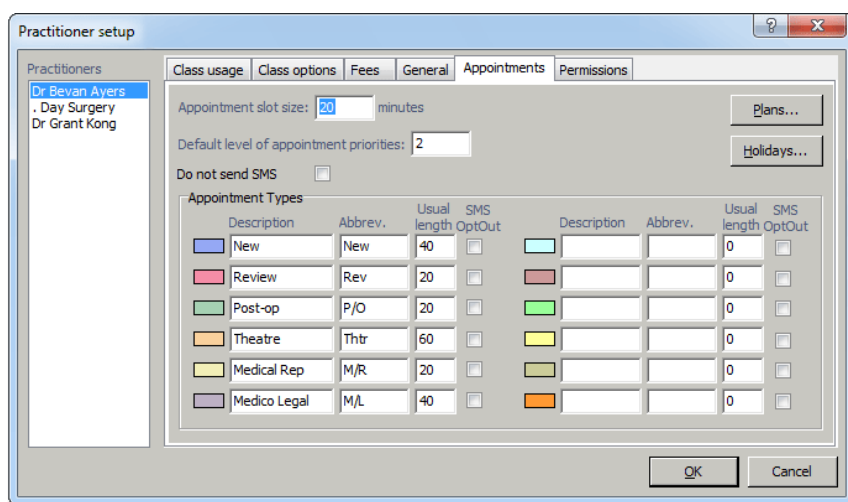 Practitioner setup
Practitioners
Dr Bevan Ayers
. Day Surgery
Dr Grant Kong
Class usage Class options Fees General Appointments Permissions
Appointment slot size: 20 minutes
Plans...
Default level of appointment priorities: 2
Holidays...
Do not send SMS
Appointment Types
Description Abbrev. Usual length SMS OptOut Description Abbrev. Usual length SMS OptOut
New New 40 0
Review Rev 20 0
Post-op P/O 20 0
Theatre Thtr 60 0
Medical Rep M/R 20 0
Medico Legal M/L 40 0
OK Cancel